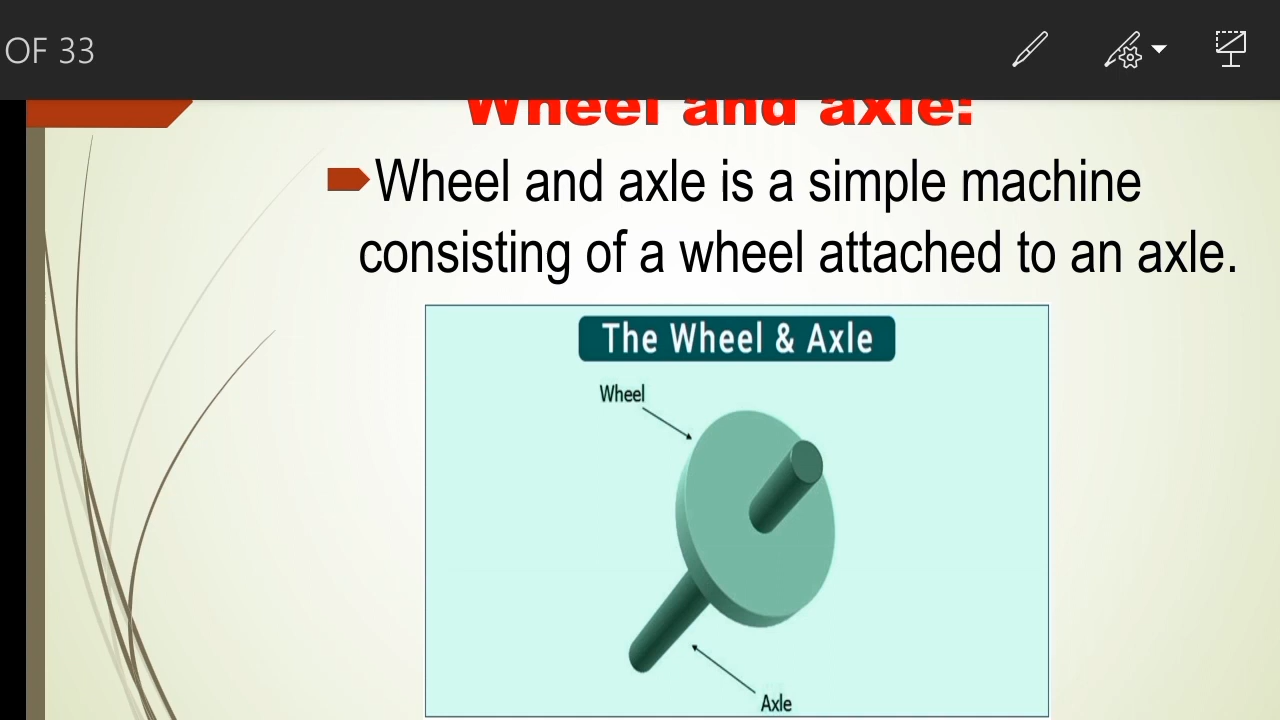 OF 33
Wheel and axle:
Wheel and axle is a simple machine
consisting of a wheel attached to an axle.
The Wheel & Axle
Wheel
Axle